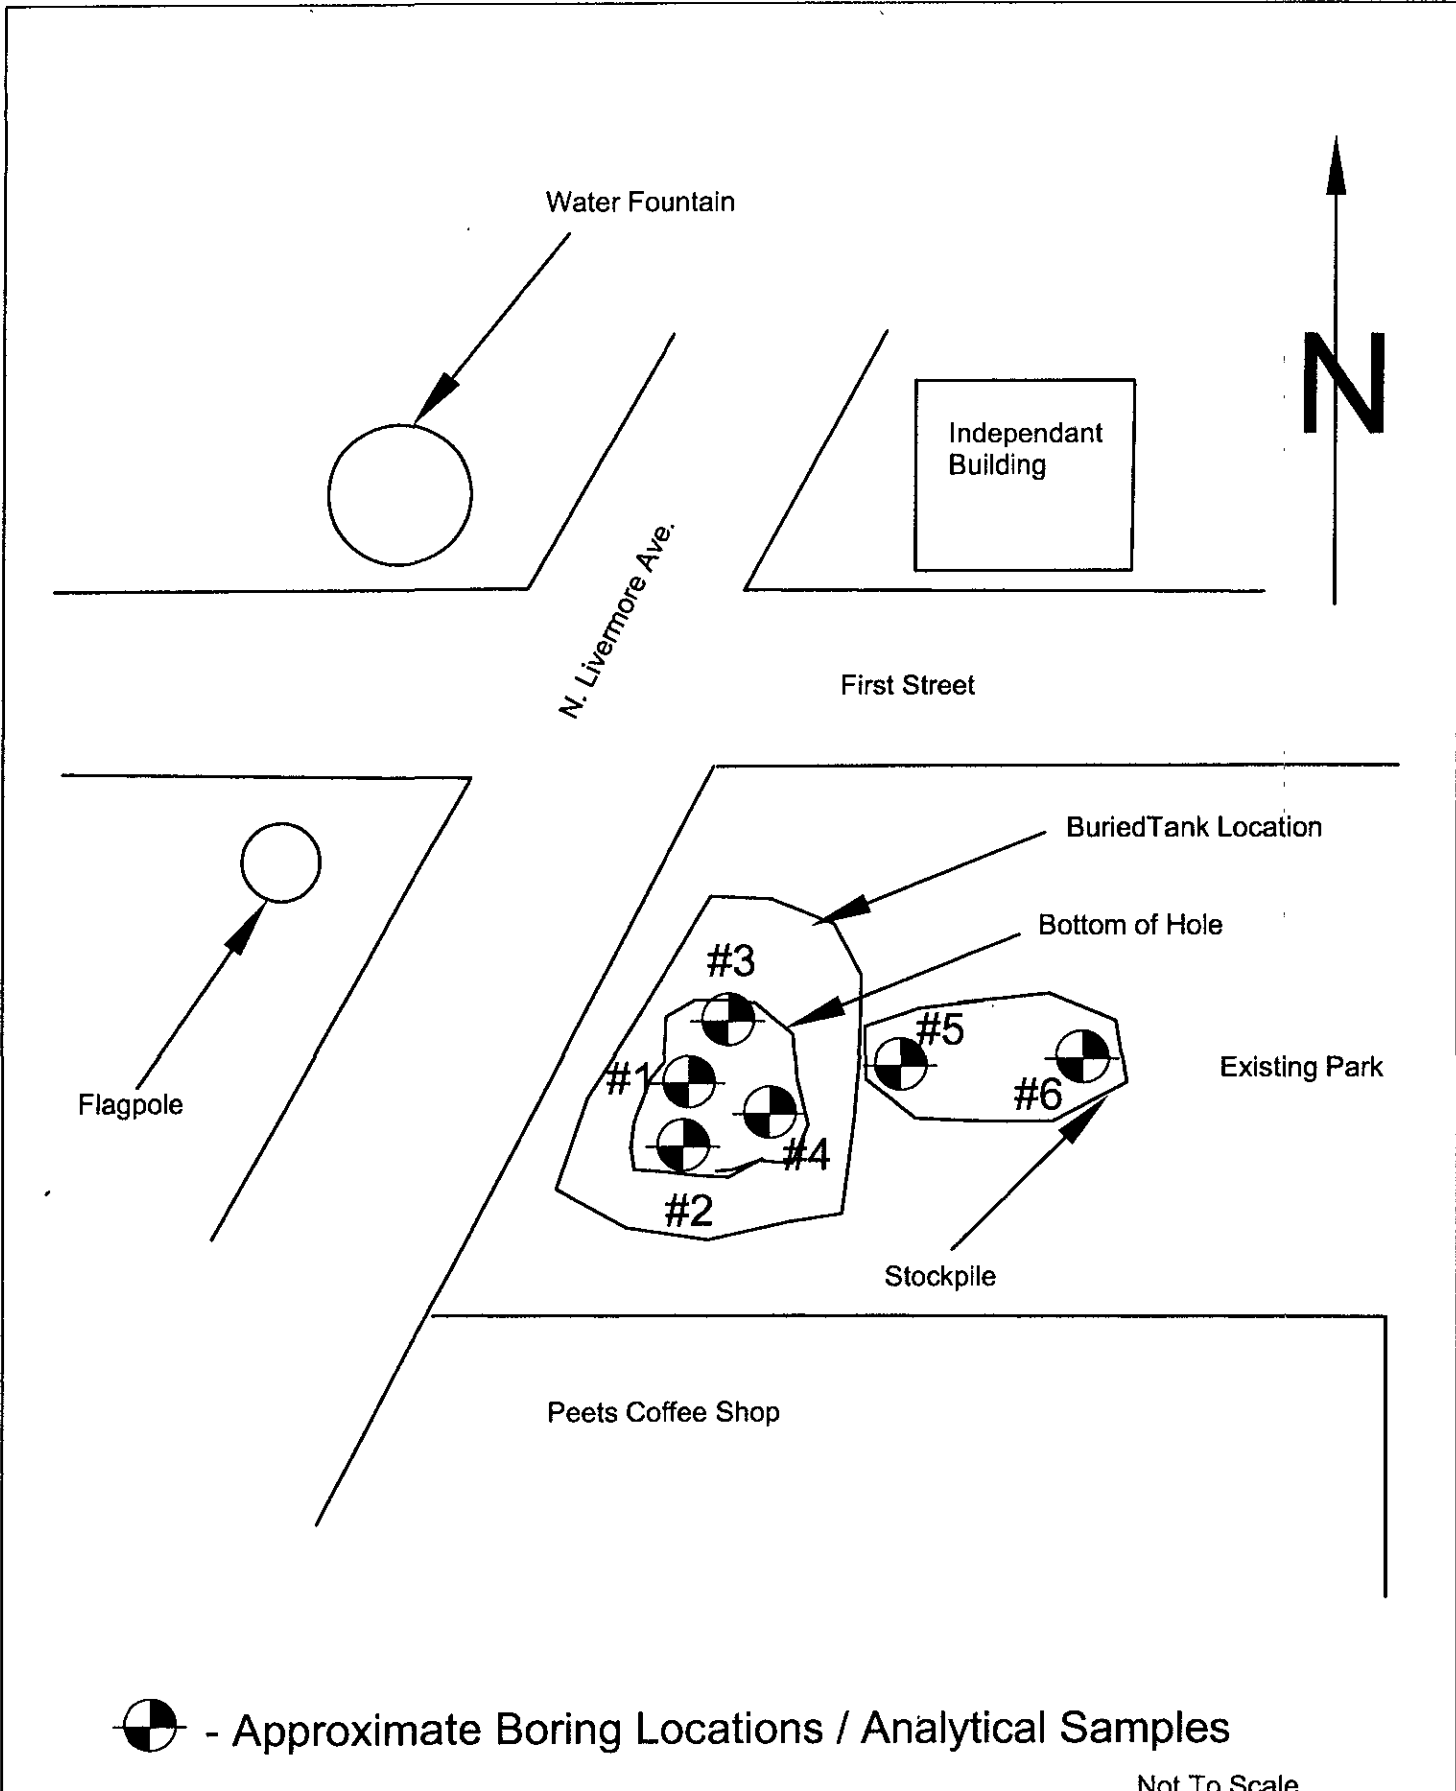 Water Fountain
N
Independant
Building
N. Livermore Ave.
First Street
BuriedTank Location
Bottom of Hole
#3
#5
#1
Existing Park
#6
Flagpole
#4
#2
Stockpile
Peets Coffee Shop
- Approximate Boring Locations / Analytical Samples
Not To Scale